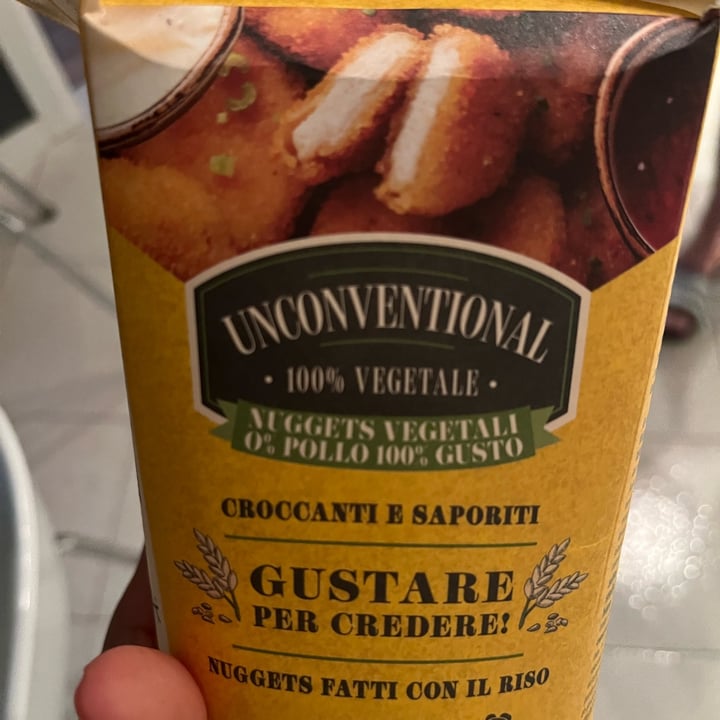 UNCONVENTIONAL
• 100% VEGETALE •
NUGGETS VEGETALI
0% POLLO 100% GUSTO
CROCCANTI E SAPORITI
GUSTARE
PER CREDERE!
NUGGETS FATTI CON IL RISO